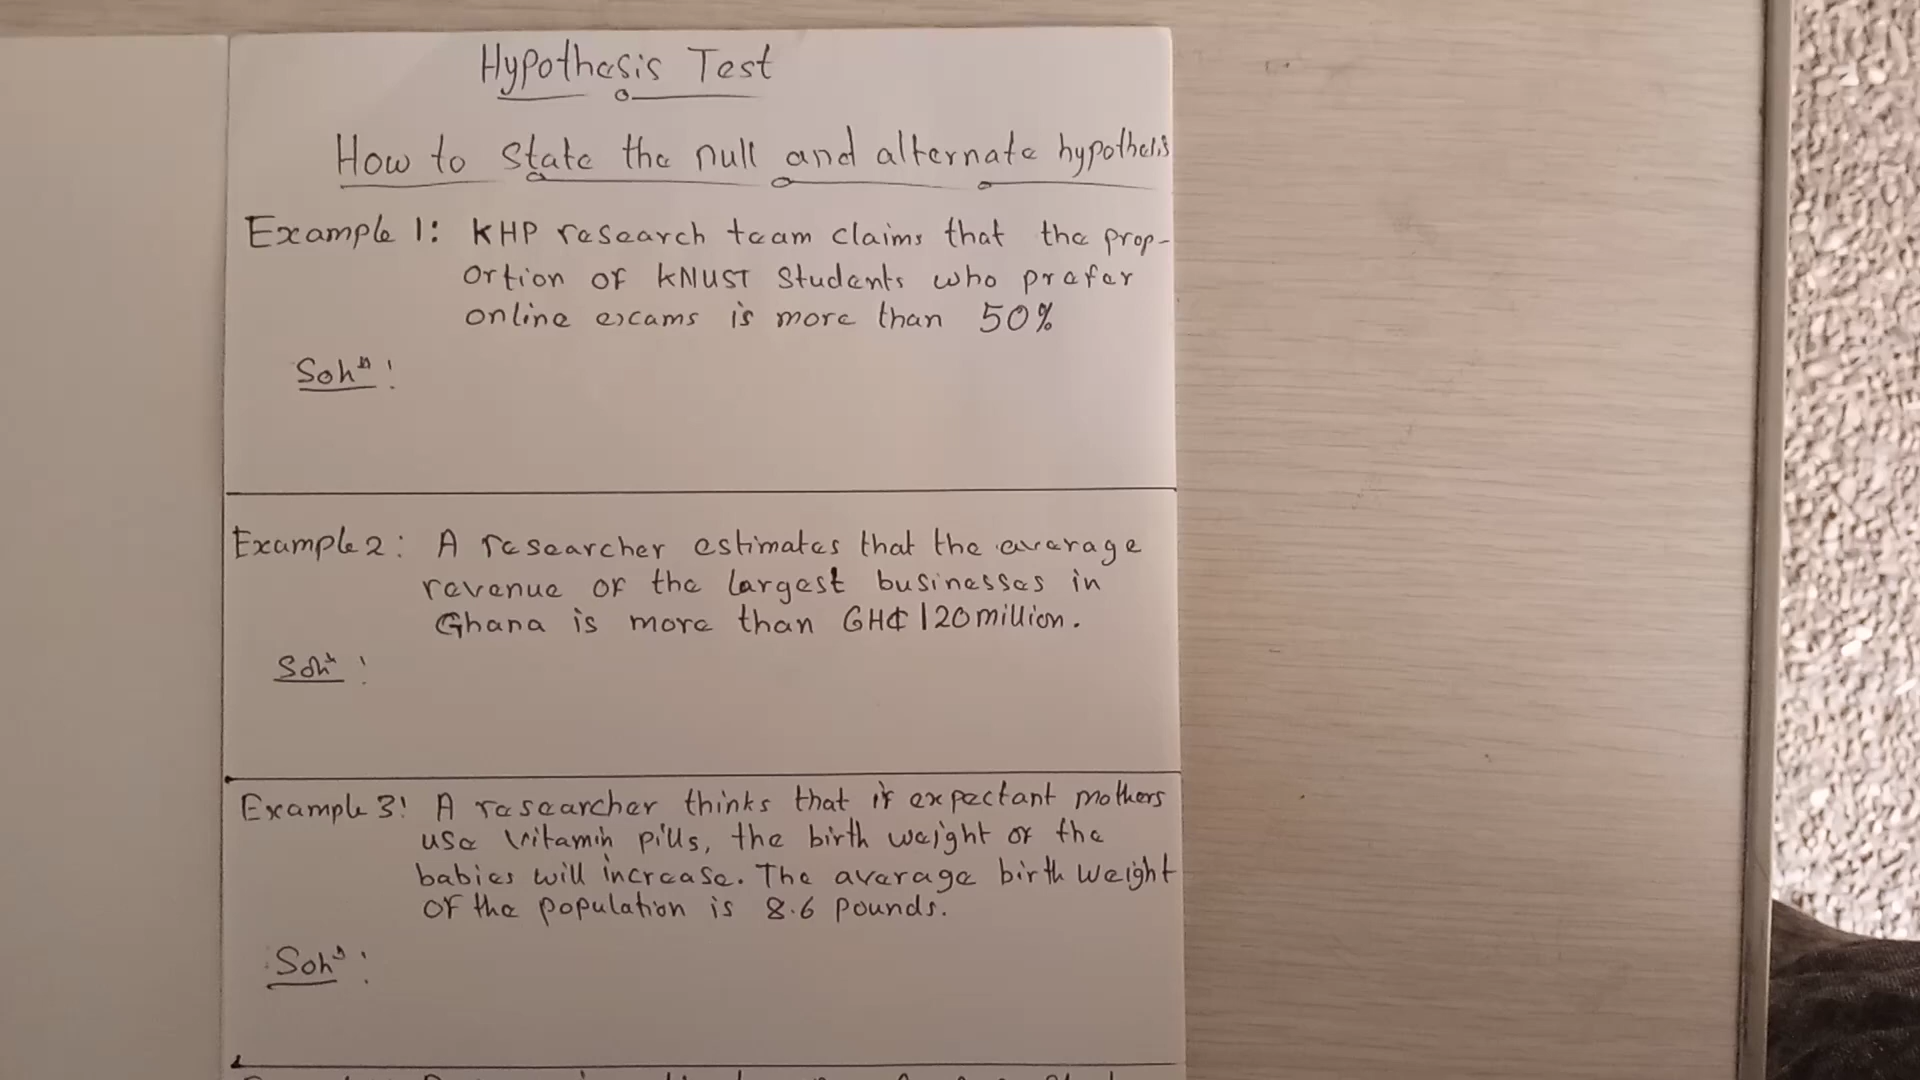 Hypothesis Test
How to state the null and alternate hypothesis
Example 1: KHP research team claims that the prop-
ortion of KNUST Students who prefer
online exams is more than 50%
Soln:
Example 2: A researcher estimates that the average
revenue of the largest businesses in
Ghana is more than GH₵ 120 million.
Soln:
Example 3: A researcher thinks that if expectant mothers
use vitamin pills, the birth weight of the
babies will increase. The average birth weight
of the population is 8.6 pounds.
Soln: